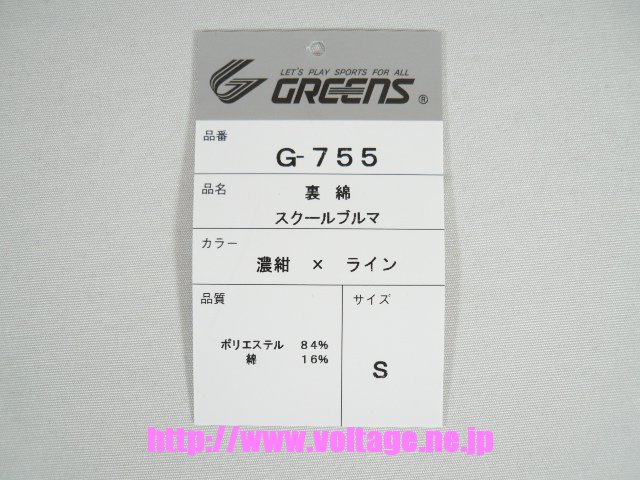 LET'S PLAY SPORTS FOR ALL
GREENS ®
品番
G-755
品名
裏 綿
スクールブルマ
カラー
濃紺 × ライン
品質
サイズ
ポリエステル 84%
綿 16%
S
http://www.voltage.ne.jp